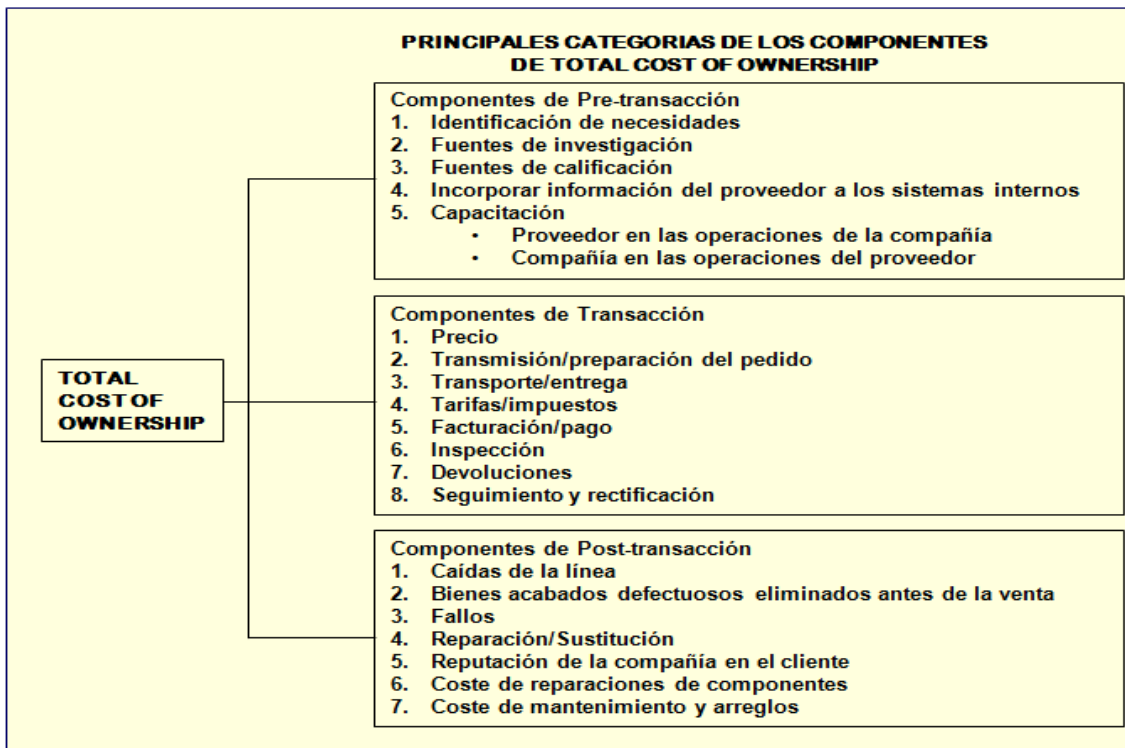 PRINCIPALES CATEGORIAS DE LOS COMPONENTES
DE TOTAL COST OF OWNERSHIP
Componentes de Pre-transacción
1. Identificación de necesidades
2. Fuentes de investigación
3. Fuentes de calificación
4. Incorporar información del proveedor a los sistemas internos
5. Capacitación
• Proveedor en las operaciones de la compañía
• Compañía en las operaciones del proveedor
TOTAL
COST OF
OWNERSHIP
Componentes de Transacción
1. Precio
2. Transmisión/preparación del pedido
3. Transporte/entrega
4. Tarifas/impuestos
5. Facturación/pago
6. Inspección
7. Devoluciones
8. Seguimiento y rectificación
Componentes de Post-transacción
1. Caídas de la línea
2. Bienes acabados defectuosos eliminados antes de la venta
3. Fallos
4. Reparación/Sustitución
5. Reputación de la compañía en el cliente
6. Coste de reparaciones de componentes
7. Coste de mantenimiento y arreglos